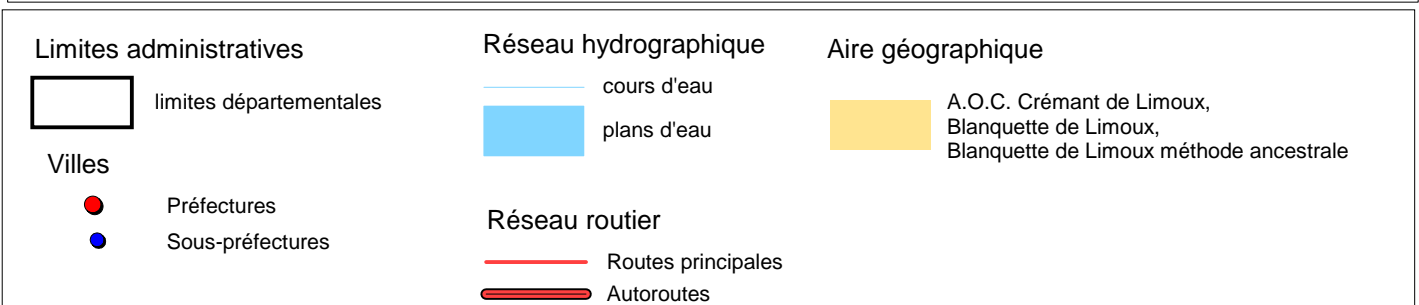 Limites administratives
limites départementales
Villes
Préfectures
Sous-préfectures
Réseau hydrographique
cours d'eau
plans d'eau
Réseau routier
Routes principales
Autoroutes
Aire géographique
A.O.C. Crémant de Limoux,
Blanquette de Limoux,
Blanquette de Limoux méthode ancestrale